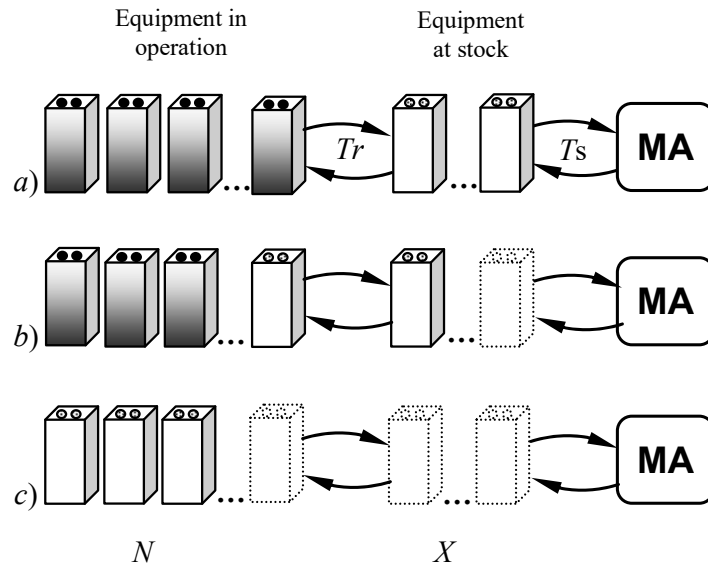 Equipment in
operation
Equipment
at stock
a)
...
Tr
...
Ts
MA
b)
...
...
MA
c)
...
...
MA
N
X